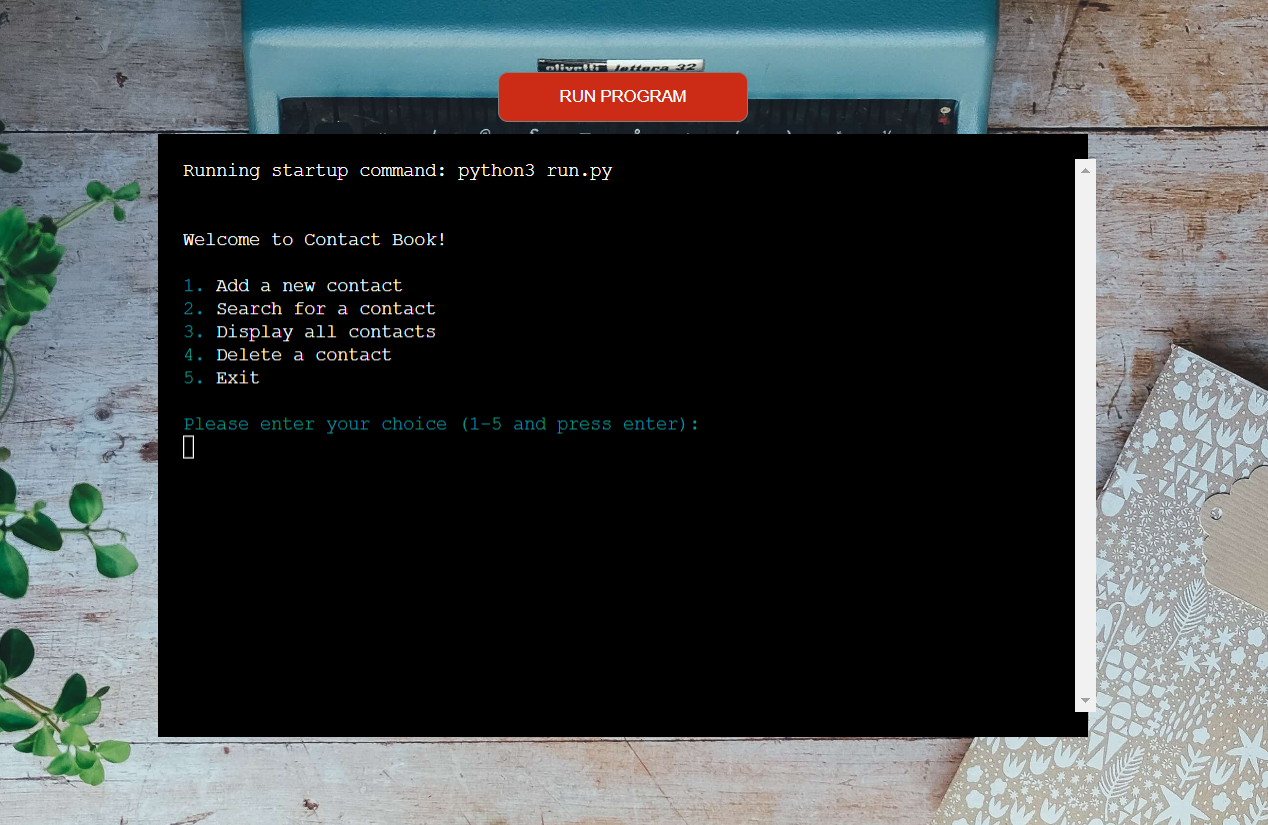 olivetti lettera 32
RUN PROGRAM
Running startup command: python3 run.py
Welcome to Contact Book!
1. Add a new contact
2. Search for a contact
3. Display all contacts
4. Delete a contact
5. Exit
Please enter your choice (1-5 and press enter):